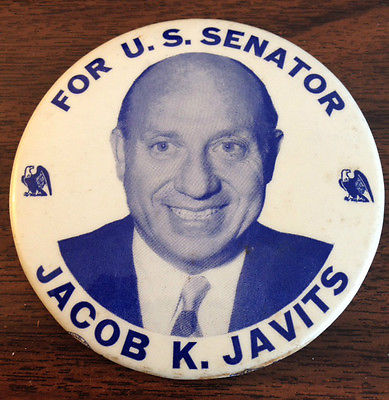 FOR U. S. SENATOR
JACOB K. JAVITS